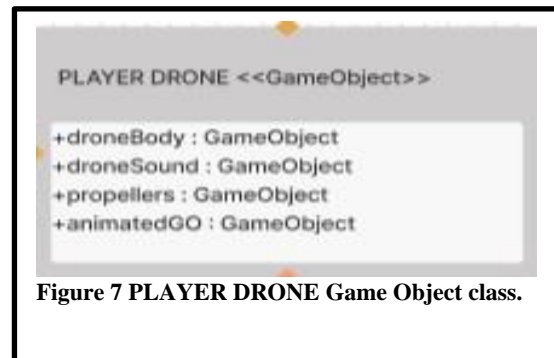 PLAYER DRONE <<GameObject>>
+droneBody : GameObject
+droneSound : GameObject
+propellers : GameObject
+animatedGO : GameObject
Figure 7 PLAYER DRONE Game Object class.